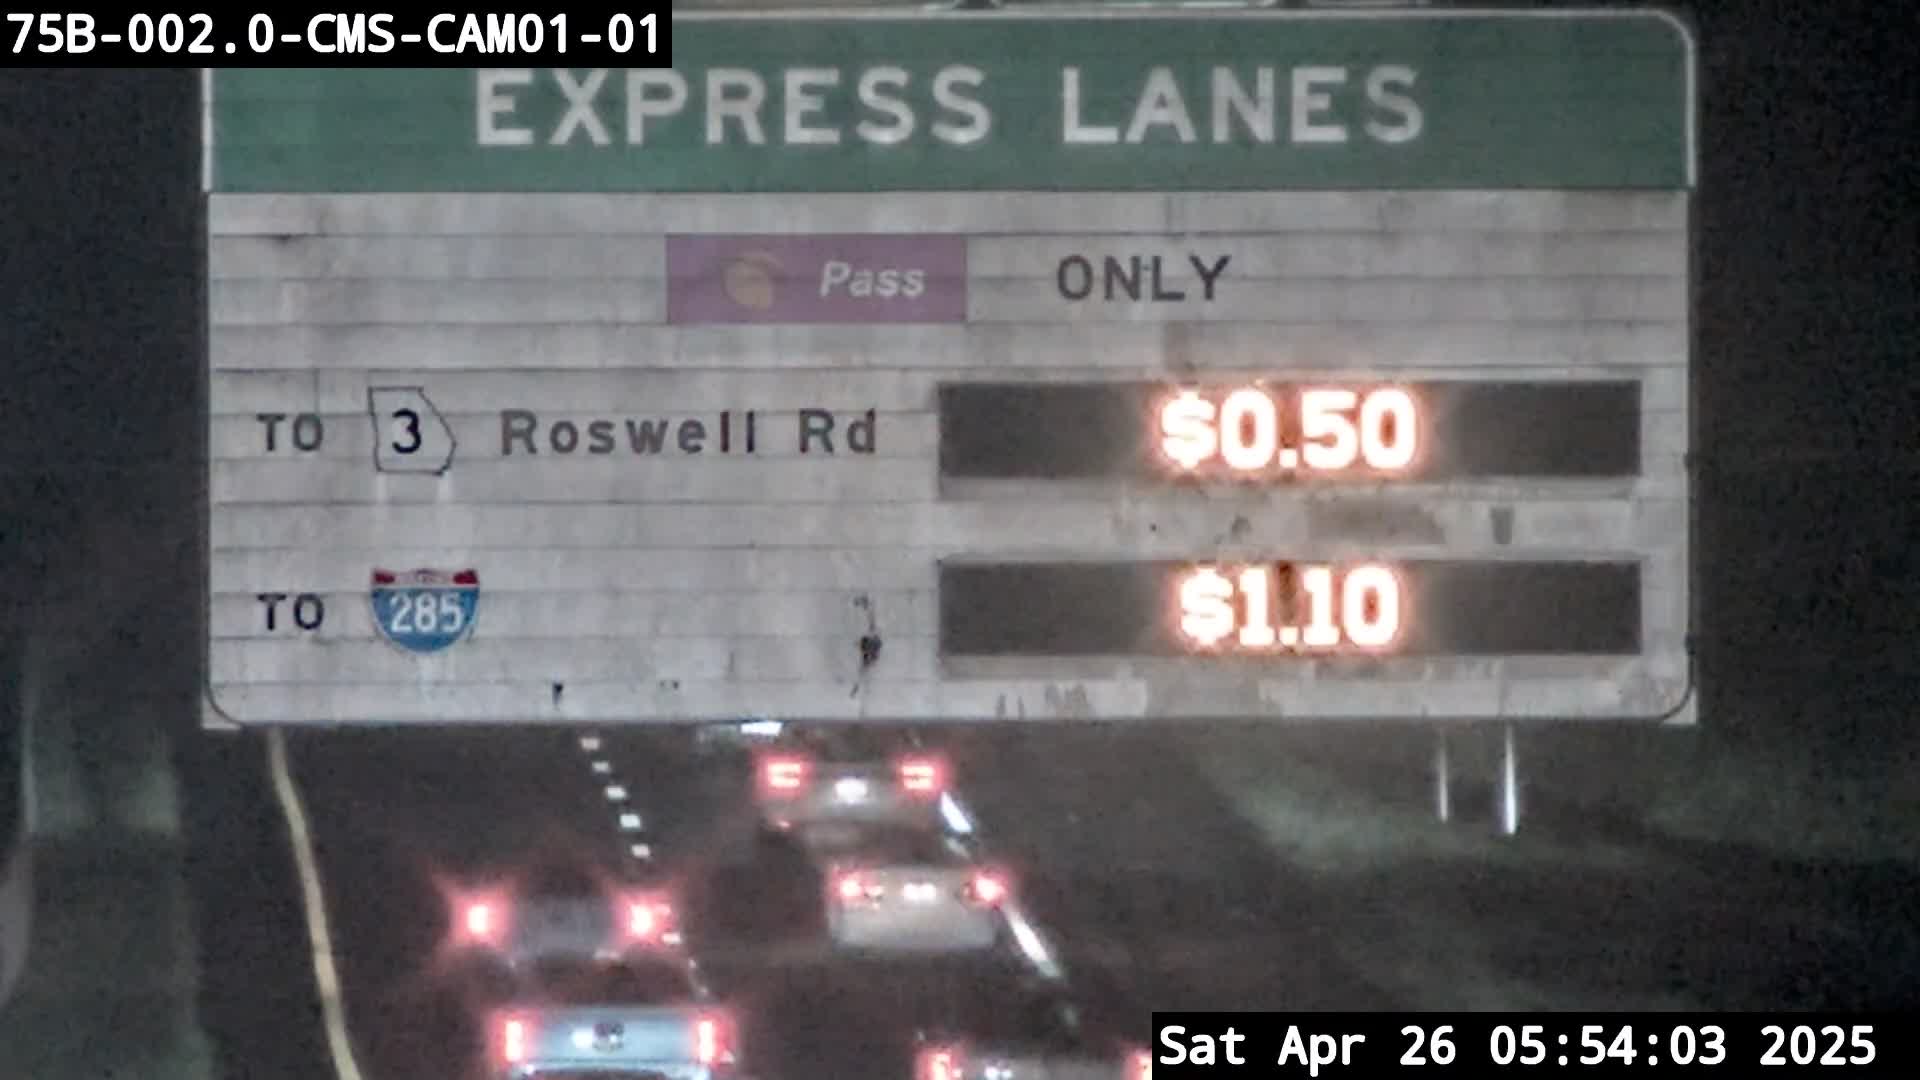 75B-002.0-CMS-CAM01-01
EXPRESS LANES
Pass ONLY
TO 3 Roswell Rd $0.50
TO 285 $1.10
Sat Apr 26 05:54:03 2025